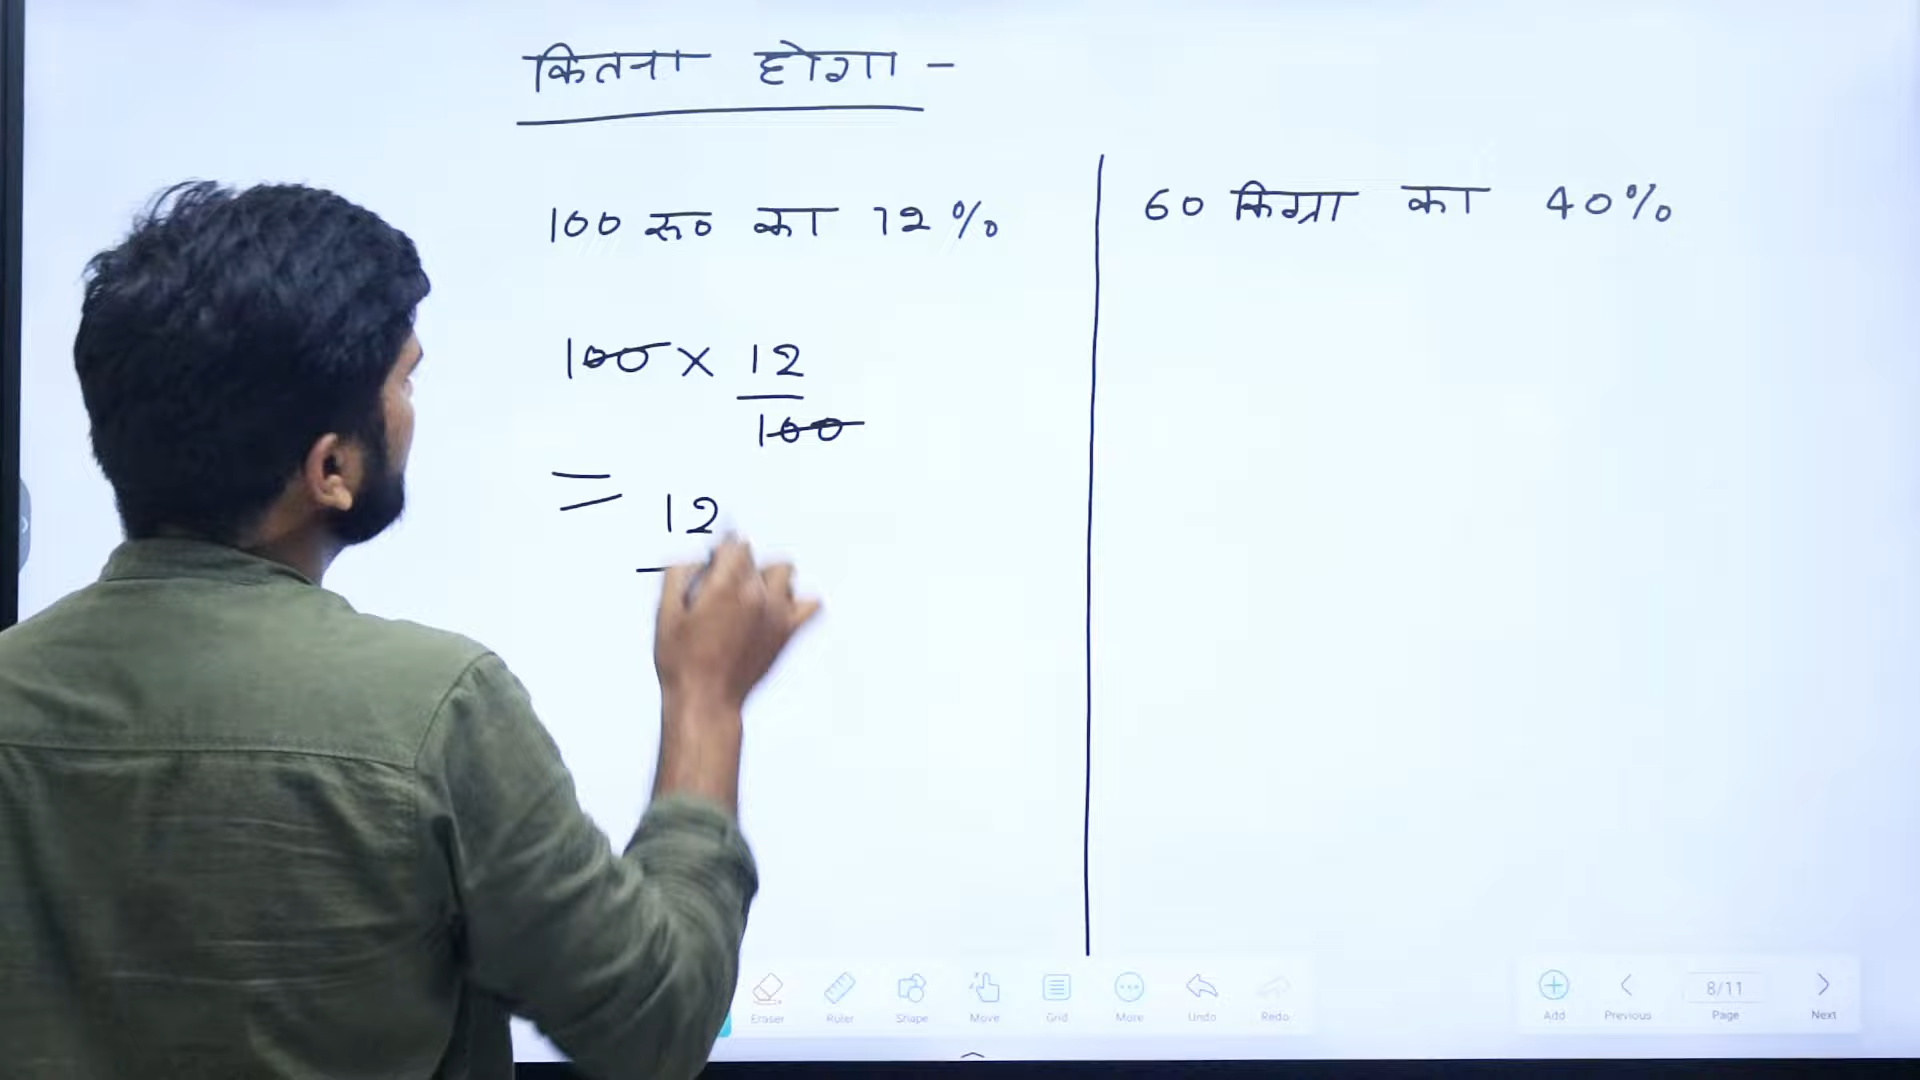 कितना होगा -
100 रु० का 12%
100 × 12
100
= 12
60 किग्रा का 40%
Eraser Ruler Shape Move Grid More Undo Redo
Add Previous 8/11 Page Next